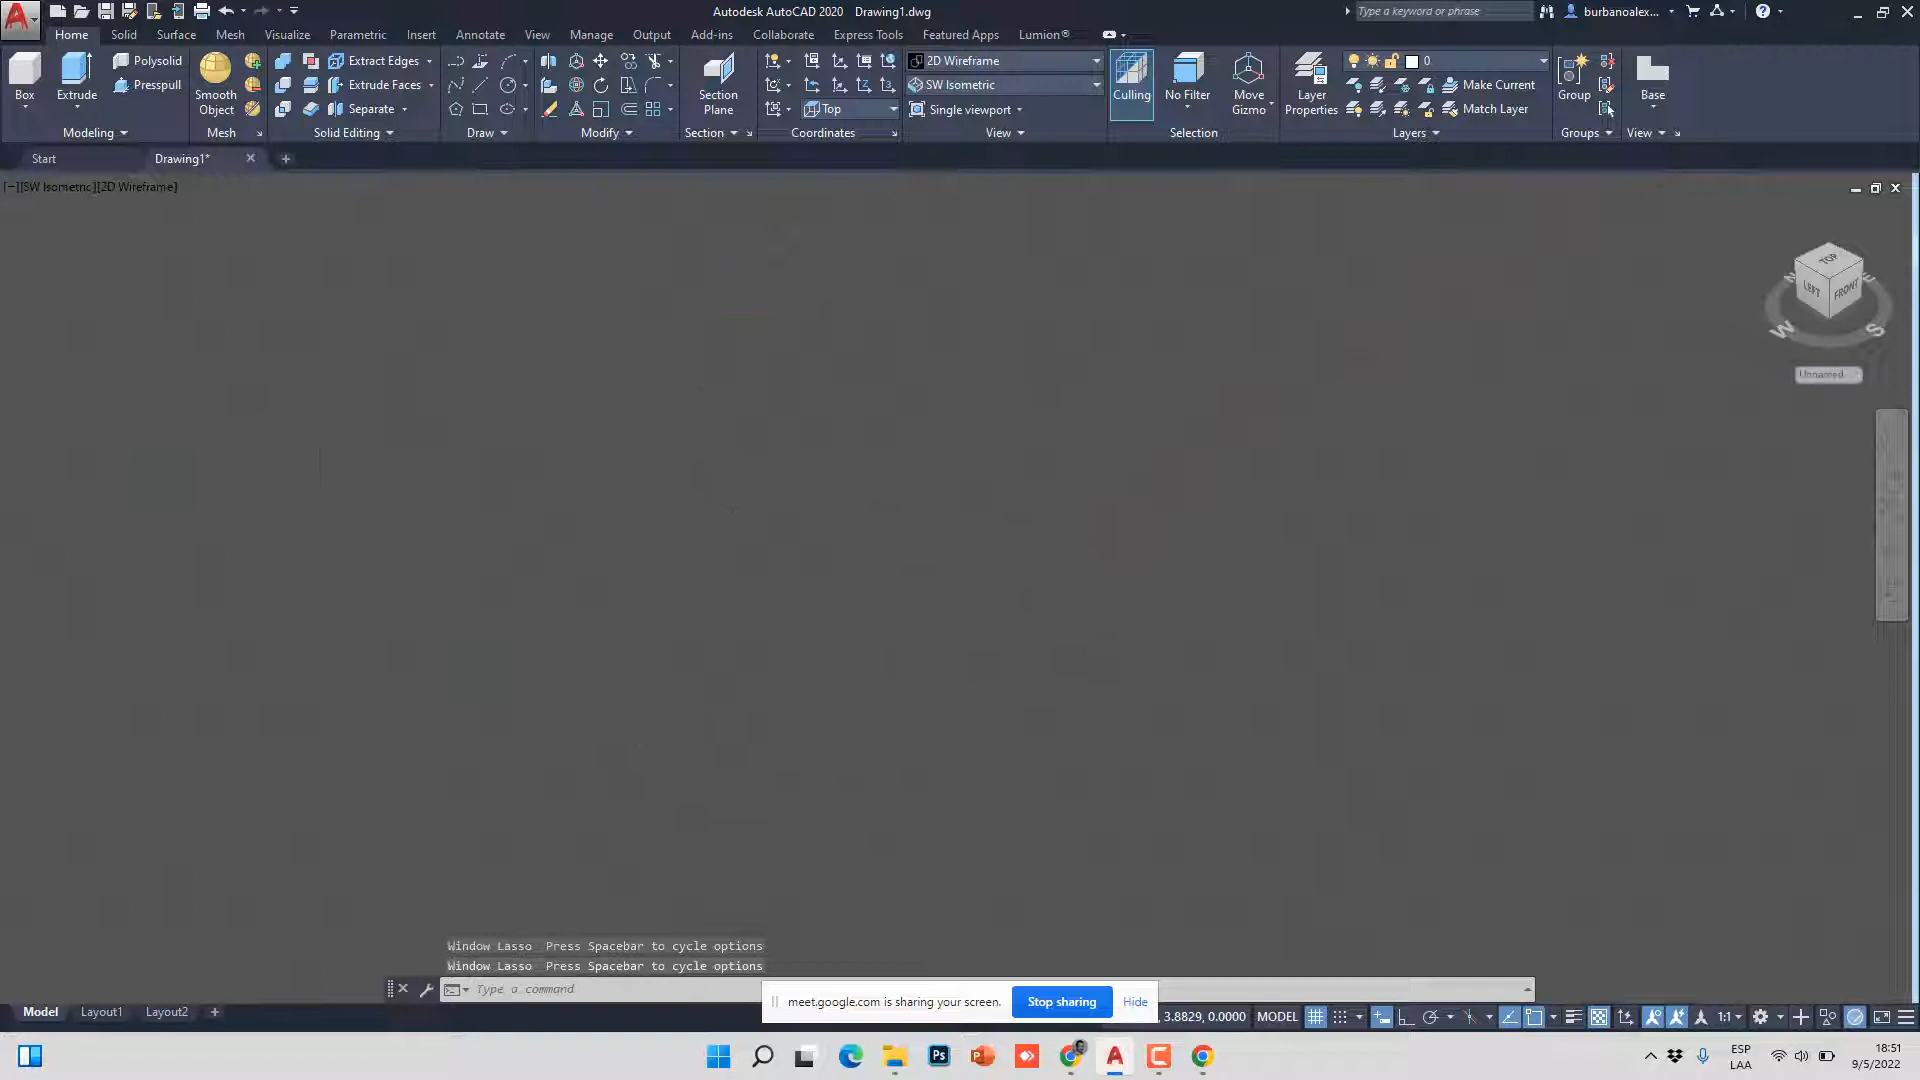 Autodesk AutoCAD 2020 Drawing1.dwg
Type a keyword or phrase
burbanoalex...
Home Solid Surface Mesh Visualize Parametric Insert Annotate View Manage Output Add-ins Collaborate Express Tools Featured Apps Lumion®
Box
Extrude
Polysolid
Presspull
Modeling
Smooth Object
Mesh
Extract Edges
Extrude Faces
Separate
Solid Editing
Draw
Modify
Section Plane
Section
Top
Coordinates
2D Wireframe
SW Isometric
Single viewport
View
Culling
No Filter
Move Gizmo
Selection
Layer Properties
0
Make Current
Match Layer
Layers
Group
Groups
Base
View
Start
Drawing1*
[−][SW Isometric][2D Wireframe]
TOP
LEFT
FRONT
N
E
W
S
Unnamed
Window Lasso Press Spacebar to cycle options
Window Lasso Press Spacebar to cycle options
Type a command
meet.google.com is sharing your screen.
Stop sharing
Hide
Model Layout1 Layout2
3.8829, 0.0000 MODEL
1:1
Ps
ESP
LAA
18:51
9/5/2022